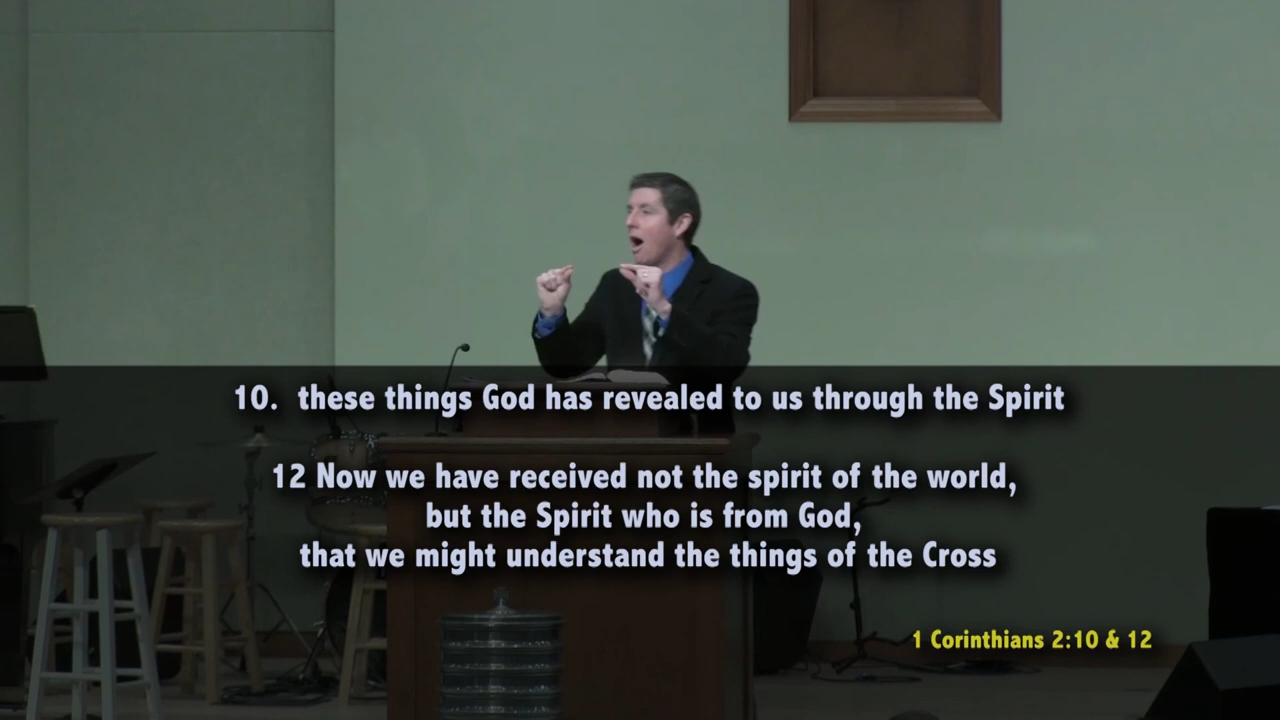 10. these things God has revealed to us through the Spirit
12 Now we have received not the spirit of the world,
but the Spirit who is from God,
that we might understand the things of the Cross
1 Corinthians 2:10 & 12